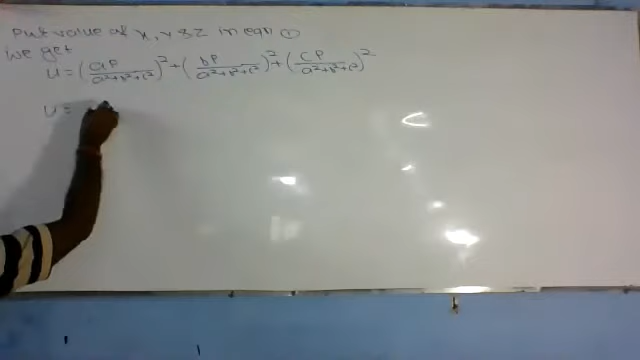 Put value of x, y & z in eqn ①
we get
u = (ap/a²+b²+c²)² + (bp/a²+b²+c²)² + (cp/a²+b²+c²)²
u =